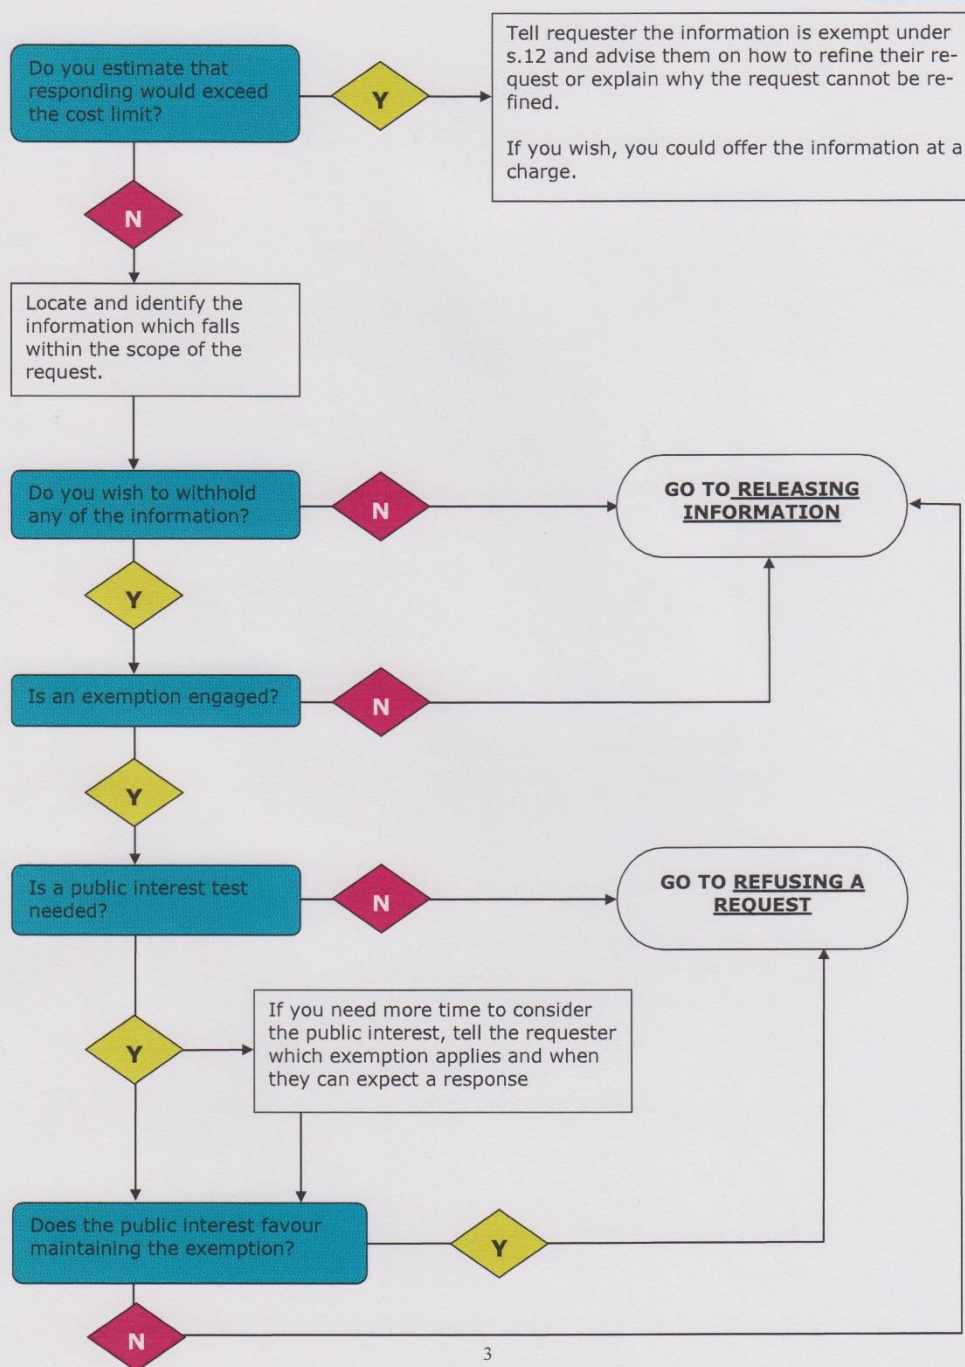 Do you estimate that
responding would exceed
the cost limit?
Y
Tell requester the information is exempt under
s.12 and advise them on how to refine their re-
quest or explain why the request cannot be re-
fined.
If you wish, you could offer the information at a
charge.
N
Locate and identify the
information which falls
within the scope of the
request.
Do you wish to withhold
any of the information?
N
GO TO RELEASING
INFORMATION
Y
Is an exemption engaged?
N
Y
Is a public interest test
needed?
N
GO TO REFUSING A
REQUEST
Y
If you need more time to consider
the public interest, tell the requester
which exemption applies and when
they can expect a response
Does the public interest favour
maintaining the exemption?
Y
N
3